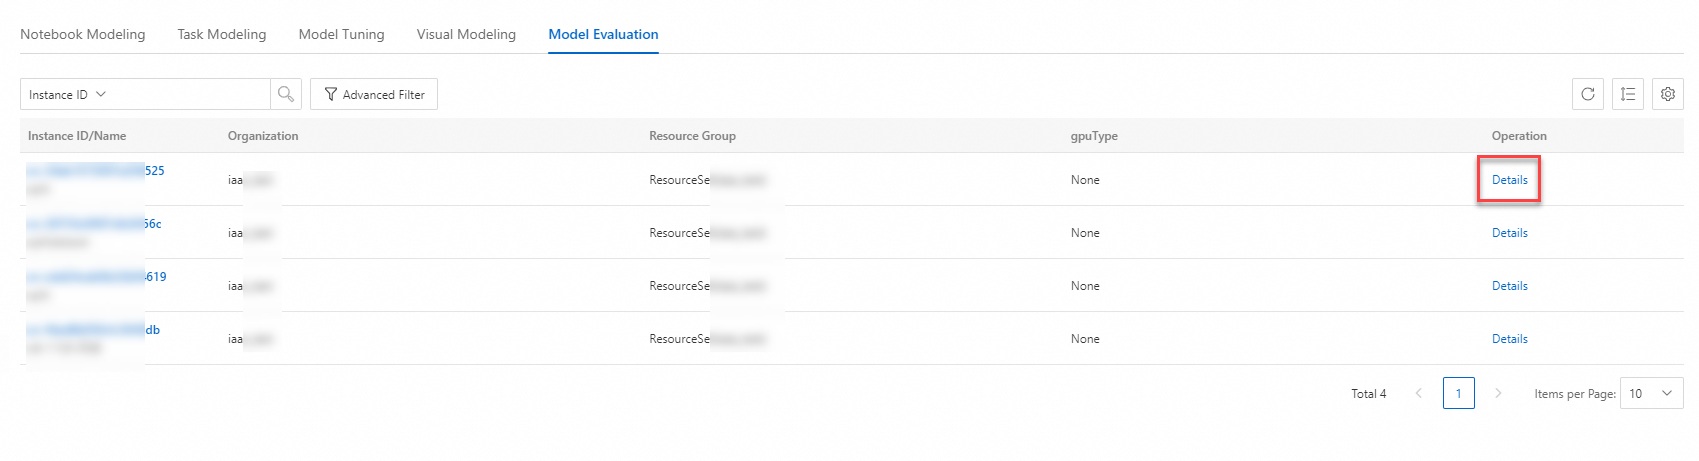 Notebook Modeling Task Modeling Model Tuning Visual Modeling Model Evaluation
Instance ID Advanced Filter
Instance ID/Name Organization Resource Group gpuType Operation
525
iaa ResourceSe None Details
56c
iaa ResourceSe None Details
4619
iaa ResourceSe None Details
db
iaa ResourceSe None Details
Total 4 1 Items per Page: 10